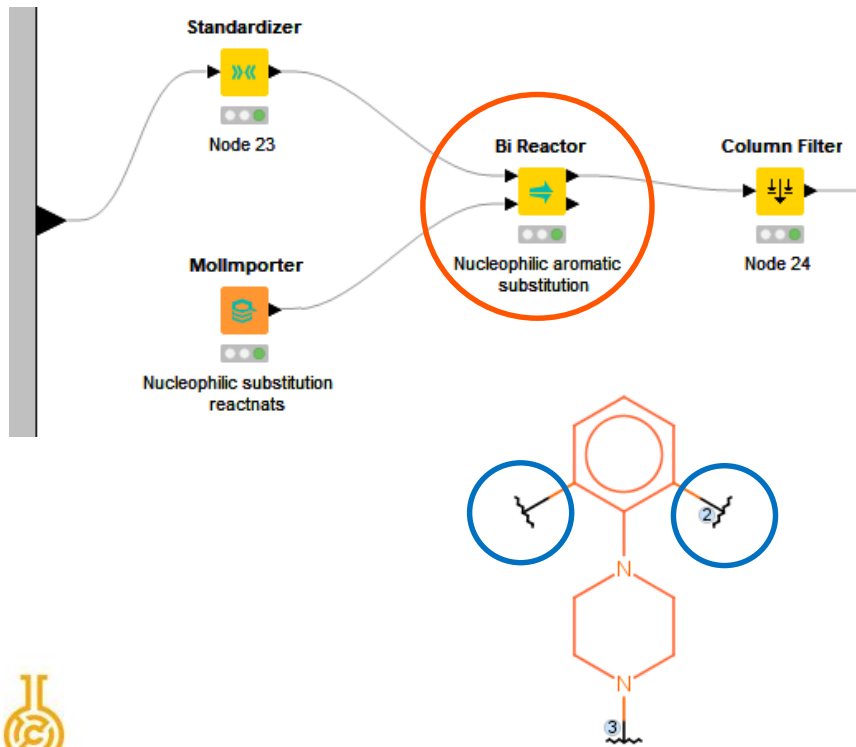 Standardizer
Node 23
Bi Reactor
Column Filter
Nucleophilic aromatic
substitution
Node 24
MolImporter
Nucleophilic substitution
reactnats
2
N
N
3